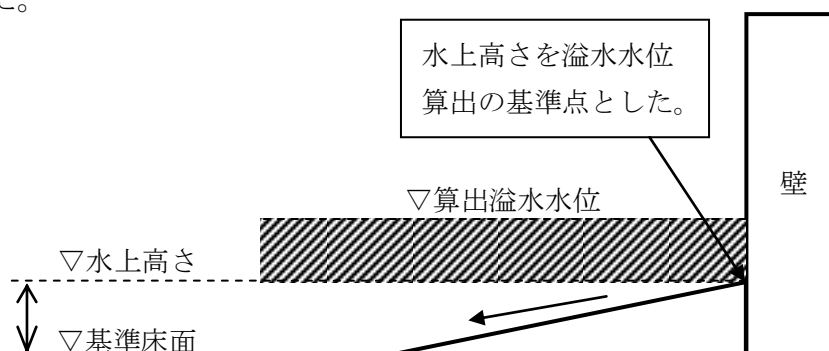 た。
水上高さを溢水水位
算出の基準点とした。
壁
▽算出溢水水位
▽水上高さ
▽基準床面